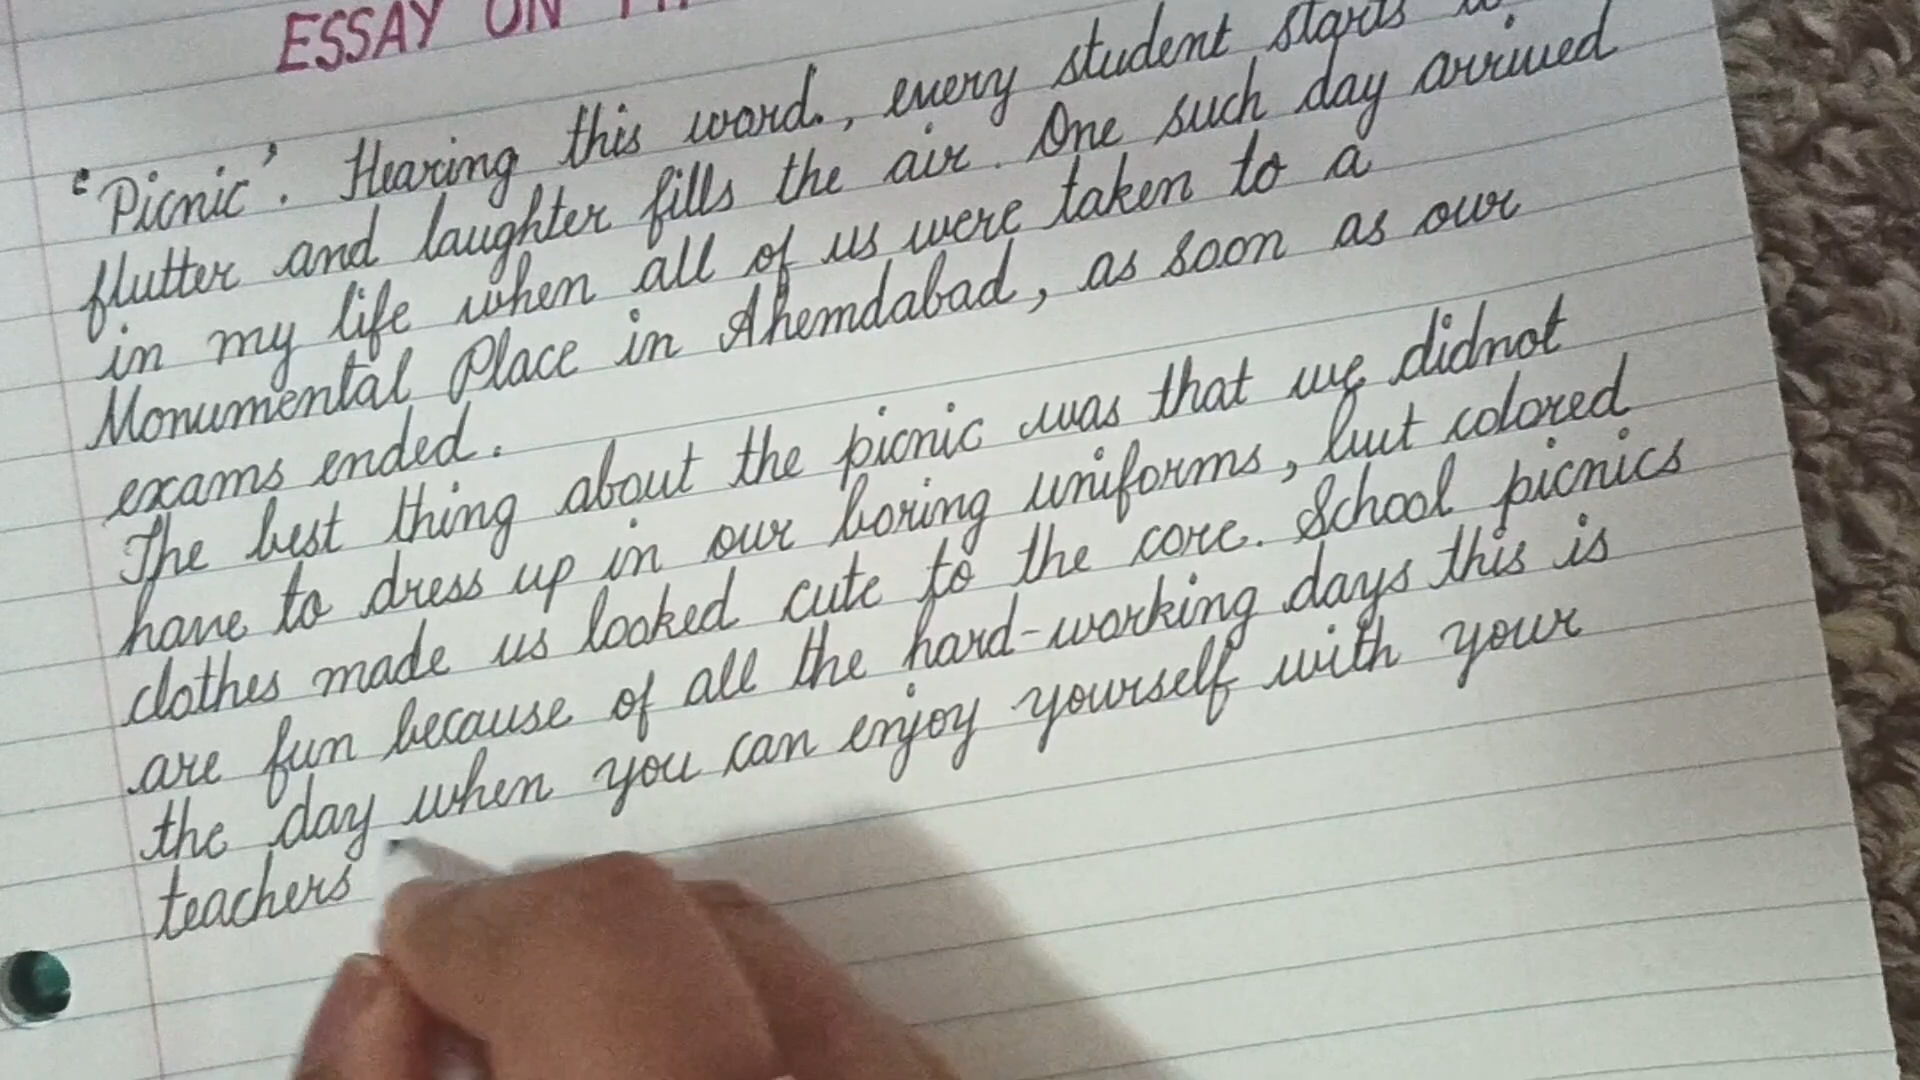 ESSAY ON
"Picnic". Hearing this word., every student starts
flutter and laughter fills the air. One such day arrived
in my life when all of us were taken to a
Monumental Place in Ahemdabad, as soon as our
exams ended.
The best thing about the picnic was that we didnot
have to dress up in our boring uniforms, but colored
clothes made us looked cute to the core. School picnics
are fun because of all the hard-working days this is
the day when you can enjoy yourself with your
teachers